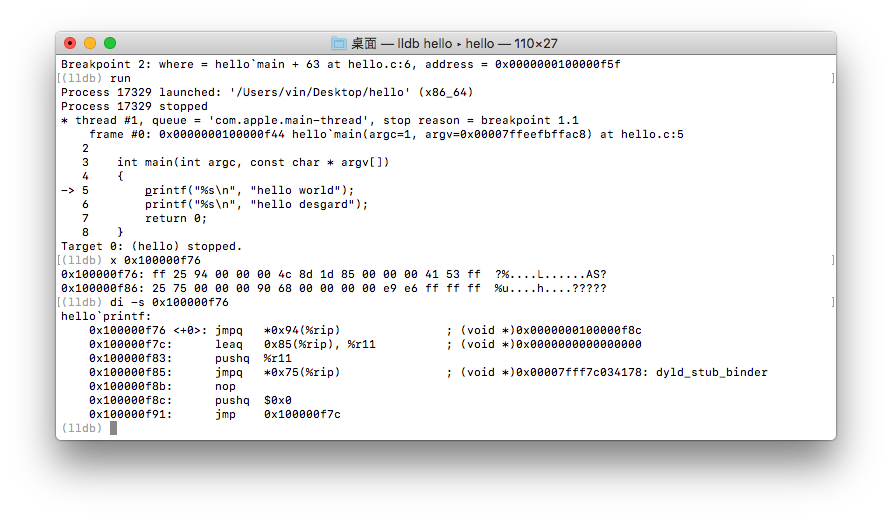 桌面 — lldb hello ▸ hello — 110×27
Breakpoint 2: where = hello`main + 63 at hello.c:6, address = 0x0000000100000f5f
[(lldb) run ]
Process 17329 launched: '/Users/vin/Desktop/hello' (x86_64)
Process 17329 stopped
* thread #1, queue = 'com.apple.main-thread', stop reason = breakpoint 1.1
    frame #0: 0x0000000100000f44 hello`main(argc=1, argv=0x00007ffeefbffac8) at hello.c:5
   2
   3    int main(int argc, const char * argv[])
   4    {
-> 5        printf("%s\n", "hello world");
   6        printf("%s\n", "hello desgard");
   7        return 0;
   8    }
Target 0: (hello) stopped.
[(lldb) x 0x100000f76 ]
0x100000f76: ff 25 94 00 00 00 4c 8d 1d 85 00 00 00 41 53 ff  ?%....L......AS?
0x100000f86: 25 75 00 00 00 90 68 00 00 00 00 e9 e6 ff ff ff  %u....h....?????
[(lldb) di -s 0x100000f76 ]
hello`printf:
    0x100000f76 <+0>: jmpq   *0x94(%rip)               ; (void *)0x0000000100000f8c
    0x100000f7c:      leaq   0x85(%rip), %r11          ; (void *)0x0000000000000000
    0x100000f83:      pushq  %r11
    0x100000f85:      jmpq   *0x75(%rip)               ; (void *)0x00007fff7c034178: dyld_stub_binder
    0x100000f8b:      nop
    0x100000f8c:      pushq  $0x0
    0x100000f91:      jmp    0x100000f7c
(lldb)